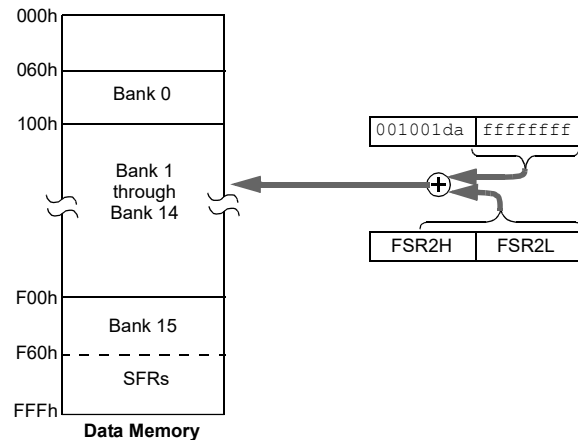 000h
060h
Bank 0
100h
001001da ffffffff
Bank 1
through
Bank 14
FSR2H FSR2L
F00h
Bank 15
F60h
SFRs
FFFh
Data Memory